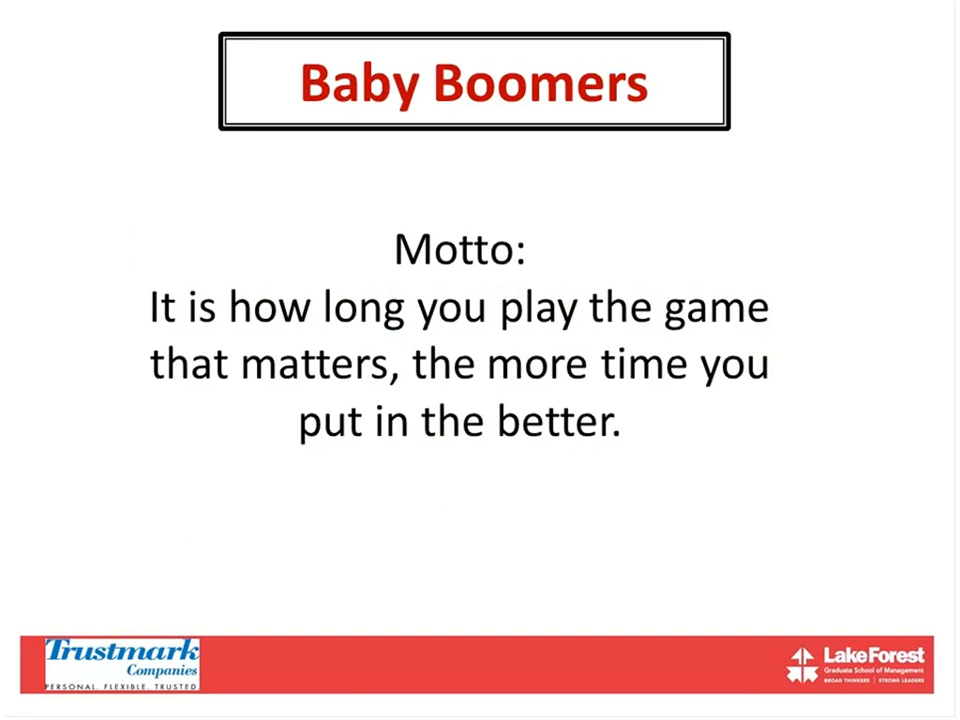 Baby Boomers
Motto:
It is how long you play the game
that matters, the more time you
put in the better.
Trustmark
Companies
PERSONAL. FLEXIBLE. TRUSTED
Lake Forest
Graduate School of Management
BROAD THINKERS | STRONG LEADERS